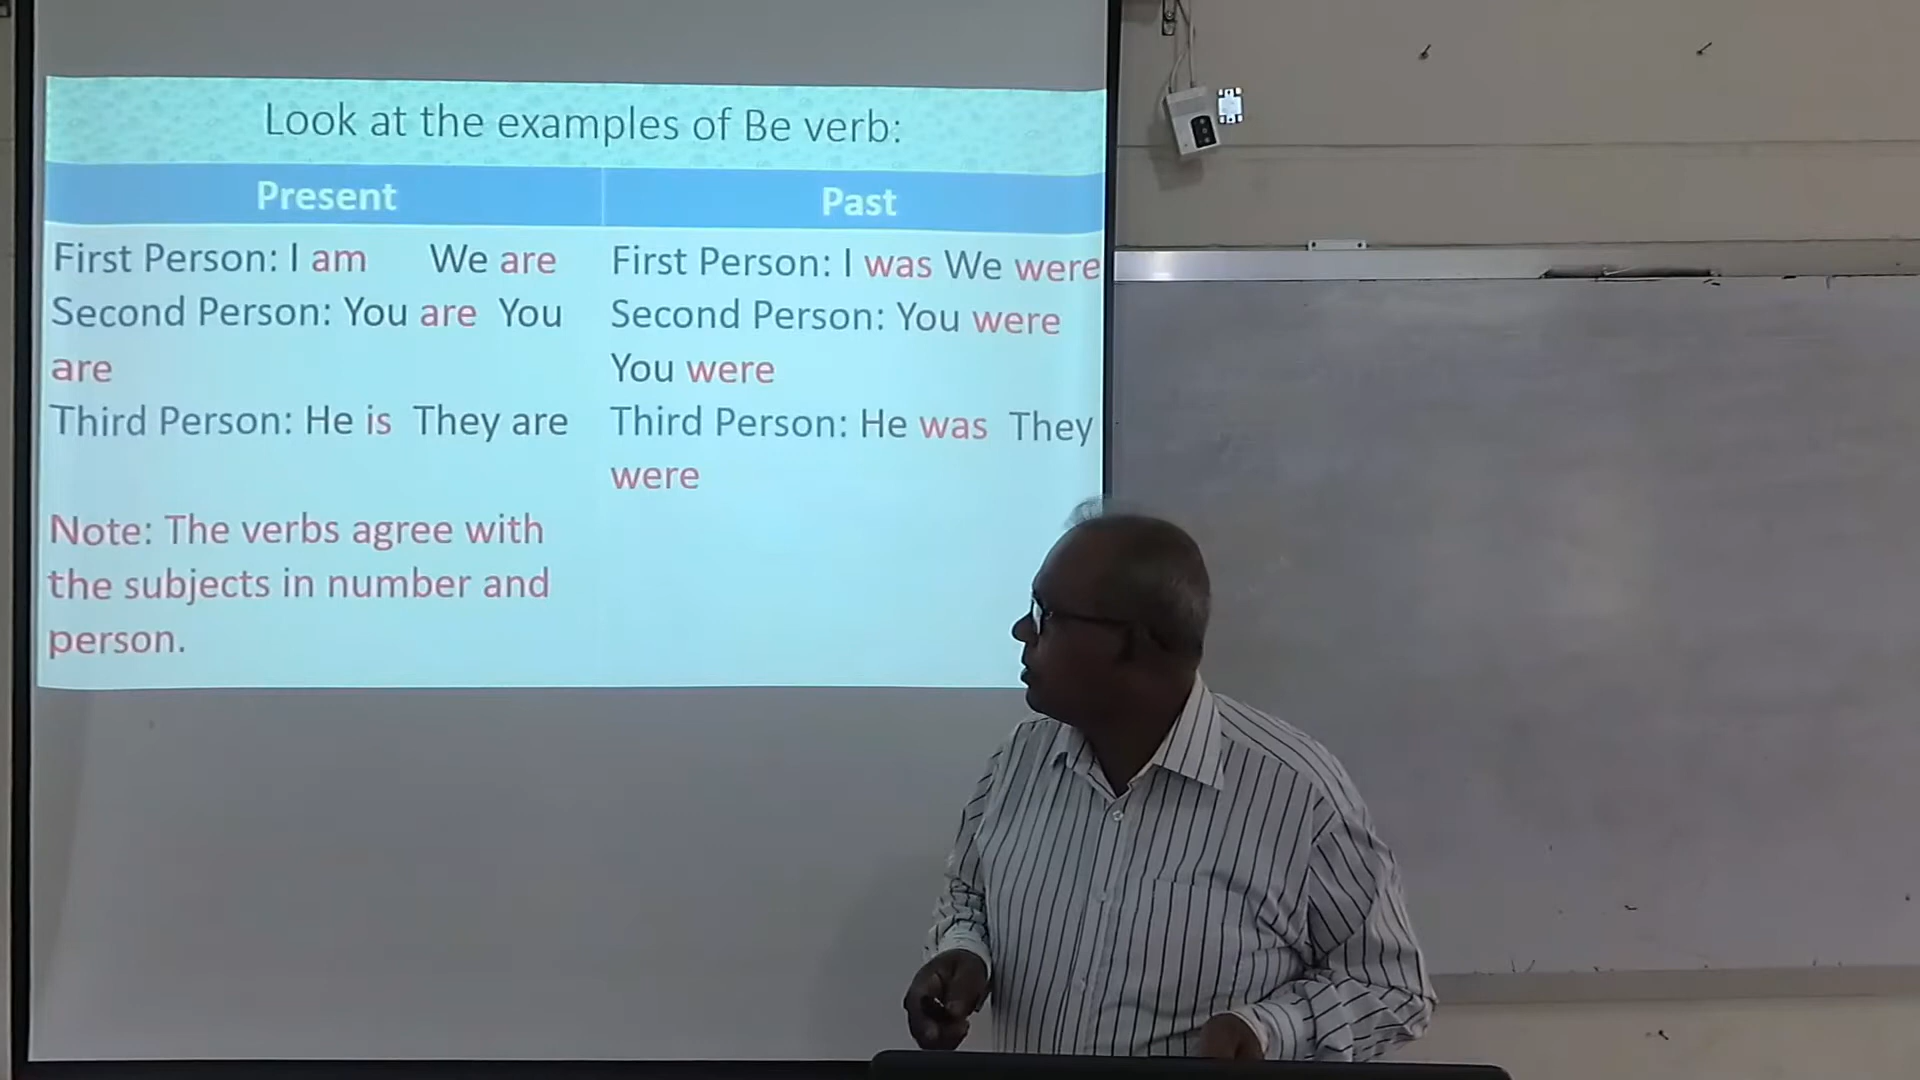 Look at the examples of Be verb:
Present
Past
First Person: I am We are
Second Person: You are You
are
Third Person: He is They are
Note: The verbs agree with
the subjects in number and
person.
First Person: I was We were
Second Person: You were
You were
Third Person: He was They
were